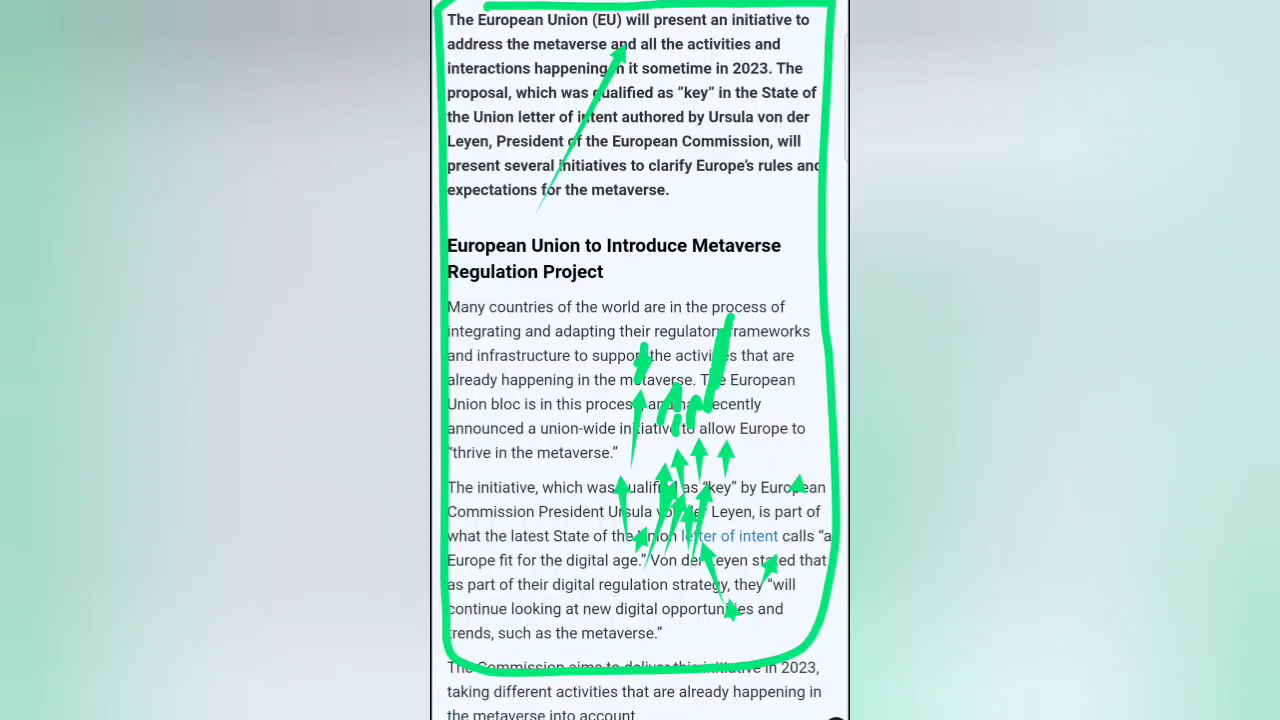 The European Union (EU) will present an initiative to
address the metaverse and all the activities and
interactions happening in it sometime in 2023. The
proposal, which was qualified as ”key” in the State of
the Union letter of intent authored by Ursula von der
Leyen, President of the European Commission, will
present several initiatives to clarify Europe’s rules and
expectations for the metaverse.
European Union to Introduce Metaverse
Regulation Project
Many countries of the world are in the process of
integrating and adapting their regulatory frameworks
and infrastructure to support the activities that are
already happening in the metaverse. The European
Union bloc is in this process and has recently
announced a union-wide initiative to allow Europe to
“thrive in the metaverse.”
The initiative, which was qualified as “key” by European
Commission President Ursula von der Leyen, is part of
what the latest State of the Union letter of intent calls “a
Europe fit for the digital age.” Von der Leyen stated that
as part of their digital regulation strategy, they “will
continue looking at new digital opportunities and
trends, such as the metaverse.”
The Commission aims to deliver this initiative in 2023,
taking different activities that are already happening in
the metaverse into account